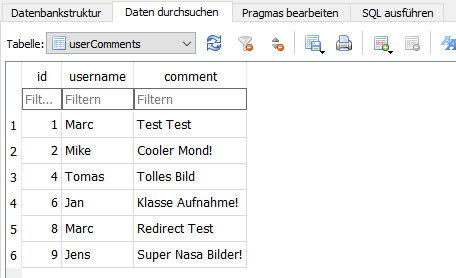 Datenbankstruktur Daten durchsuchen Pragmas bearbeiten SQL ausführen
Tabelle: userComments
id username comment
Filt... Filtern Filtern
1 1 Marc Test Test
2 2 Mike Cooler Mond!
3 4 Tomas Tolles Bild
4 6 Jan Klasse Aufnahme!
5 8 Marc Redirect Test
6 9 Jens Super Nasa Bilder!